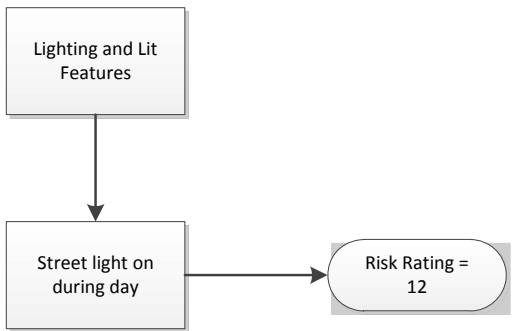 Lighting and Lit
Features
Street light on
during day
Risk Rating =
12